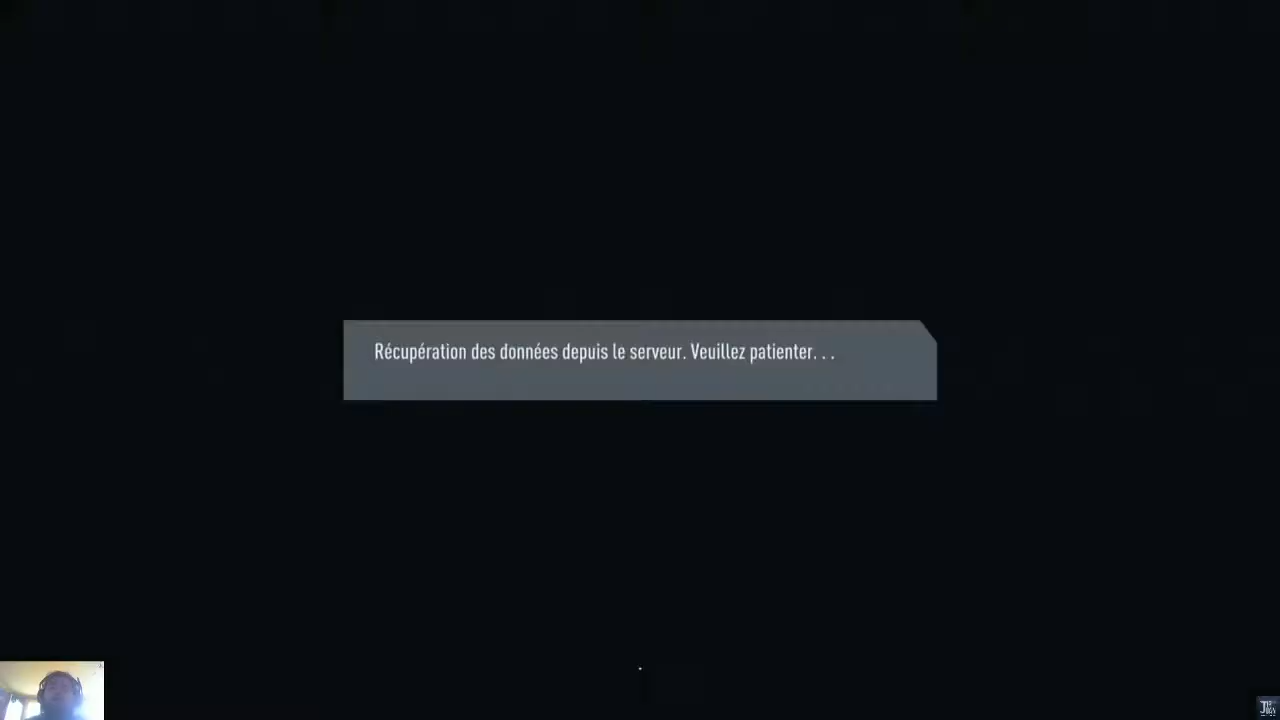 Récupération des données depuis le serveur. Veuillez patienter. . .